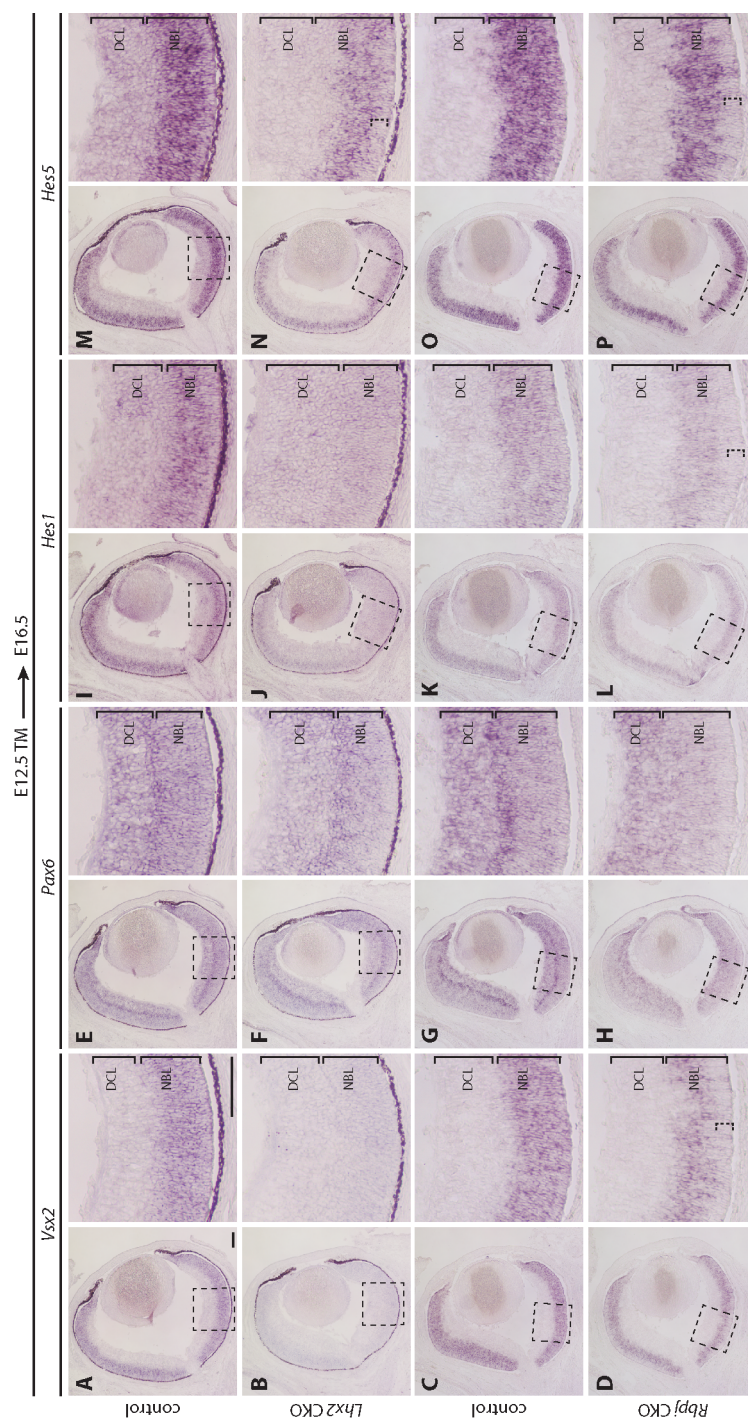 E12.5 TM → E16.5
Vsx2 Pax6 Hes1 Hes5
control
A DCL NBL E DCL NBL I DCL NBL M DCL NBL
Lhx2 CKO
B DCL NBL F DCL NBL J DCL NBL N DCL NBL
control
C DCL NBL G DCL NBL K DCL NBL O DCL NBL
Rbpj CKO
D DCL NBL H DCL NBL L DCL NBL P DCL NBL